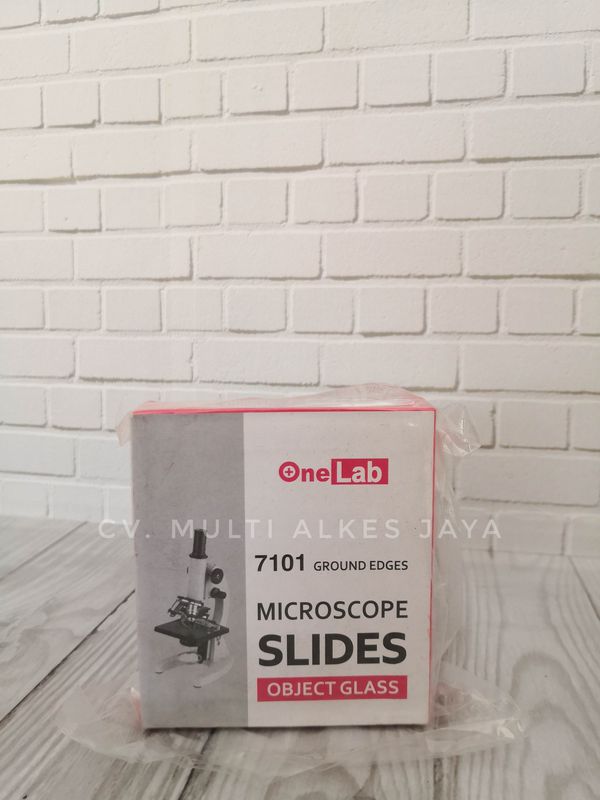 OneLab
CV. MULTI ALKES JAYA
7101 GROUND EDGES
MICROSCOPE
SLIDES
OBJECT GLASS